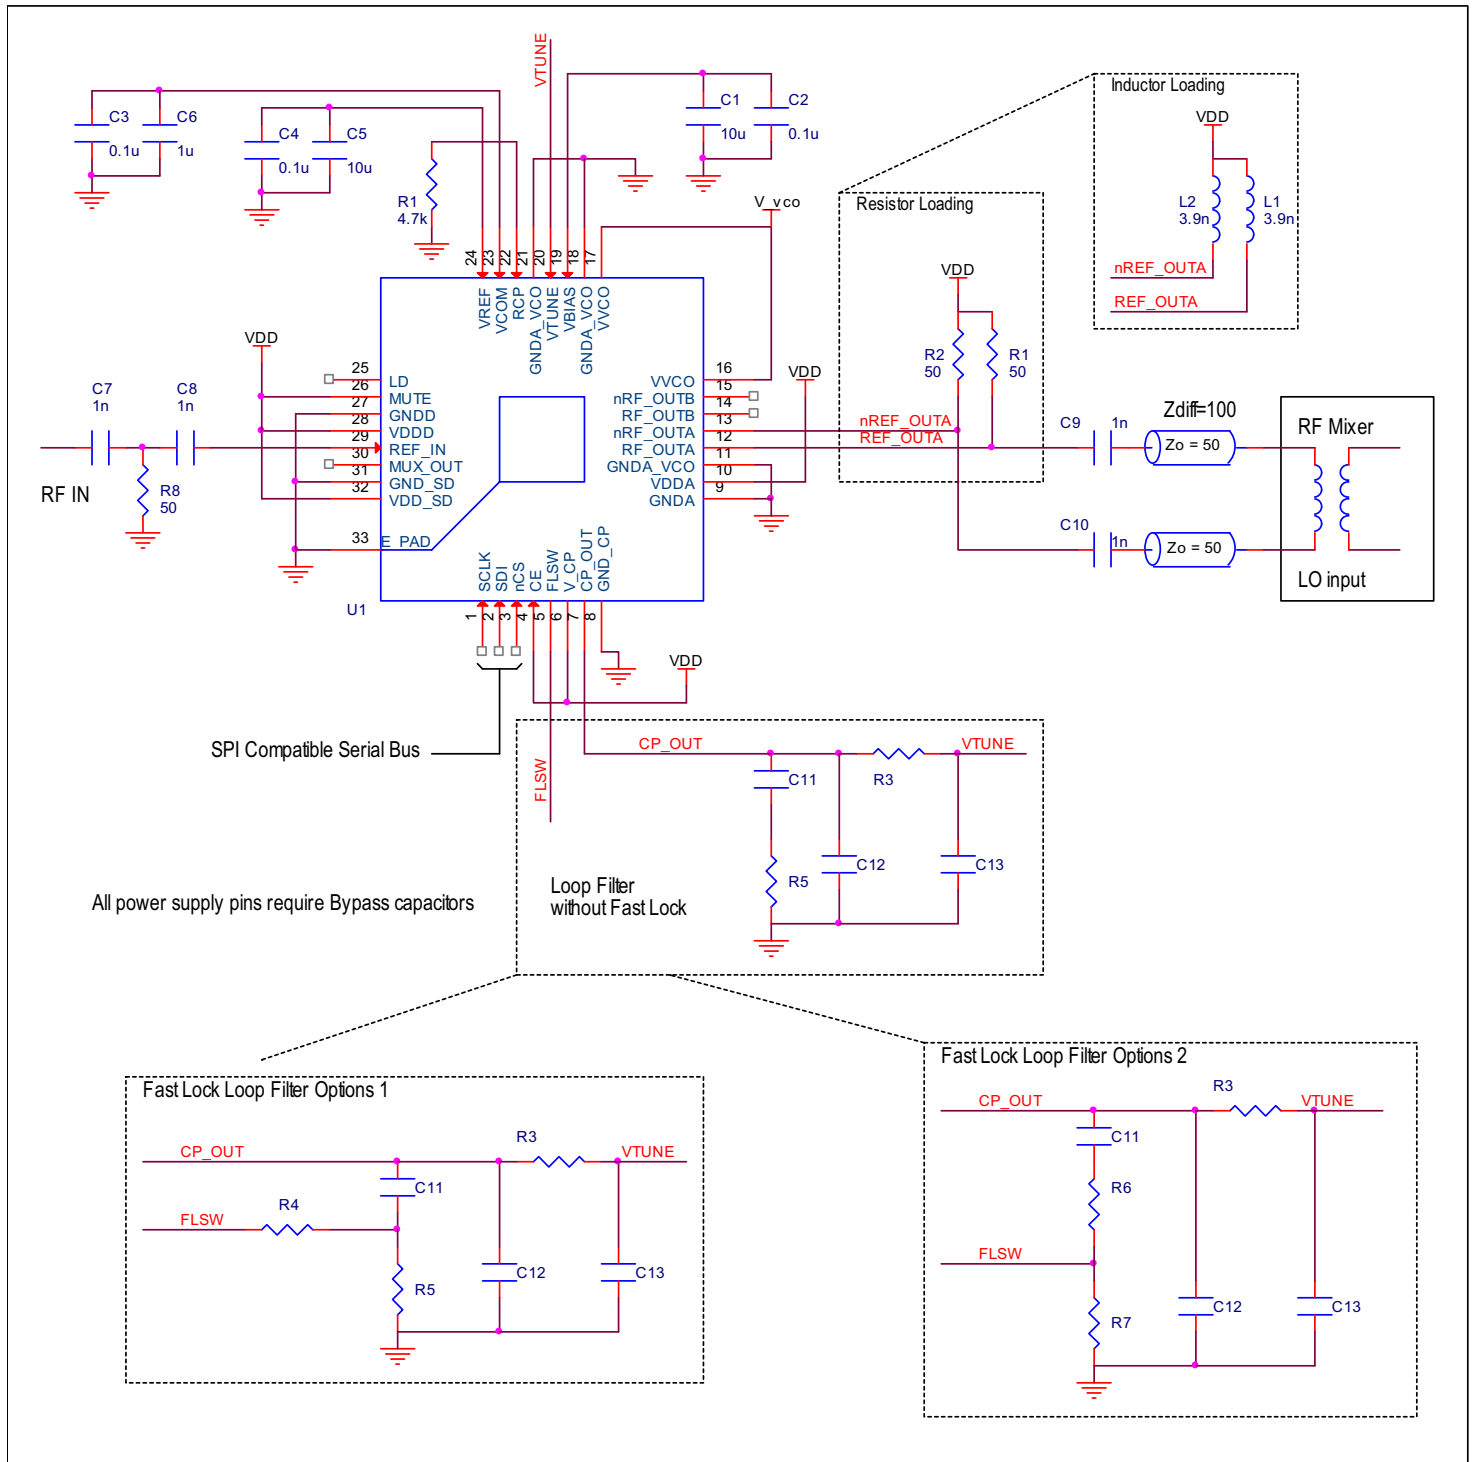 VTUNE
C3
0.1u
C6
1u
C4
0.1u
C5
10u
C1
10u
C2
0.1u
R1
4.7k
V_vco
Inductor Loading
VDD
L2
3.9n
L1
3.9n
nREF_OUTA
REF_OUTA
Resistor Loading
VDD
R2
50
R1
50
24
23
22
21
20
19
18
17
VREF
VCOM
RCP
GNDA_VCO
VTUNE
VBIAS
GNDA_VCO
VVCO
VDD
25
26
27
28
29
30
31
32
33
LD
MUTE
GNDD
VDDD
REF_IN
MUX_OUT
GND_SD
VDD_SD
E_PAD
16
15
14
13
12
11
10
9
VVCO
nRF_OUTB
RF_OUTB
nRF_OUTA
RF_OUTA
GNDA_VCO
VDDA
GNDA
VDD
nREF_OUTA
REF_OUTA
C7
1n
C8
1n
RF IN
R8
50
C9
1n
Zdiff=100
Zo = 50
C10
1n
Zo = 50
RF Mixer
LO input
SCLK
SDI
nCS
CE
FLSW
V_CP
CP_OUT
GND_CP
1
2
3
4
5
6
7
8
U1
VDD
SPI Compatible Serial Bus
FLSW
CP_OUT
VTUNE
C11
R3
R5
C12
C13
Loop Filter
without Fast Lock
All power supply pins require Bypass capacitors
Fast Lock Loop Filter Options 1
CP_OUT
R3
VTUNE
C11
FLSW
R4
R5
C12
C13
Fast Lock Loop Filter Options 2
CP_OUT
R3
VTUNE
C11
R6
FLSW
R7
C12
C13